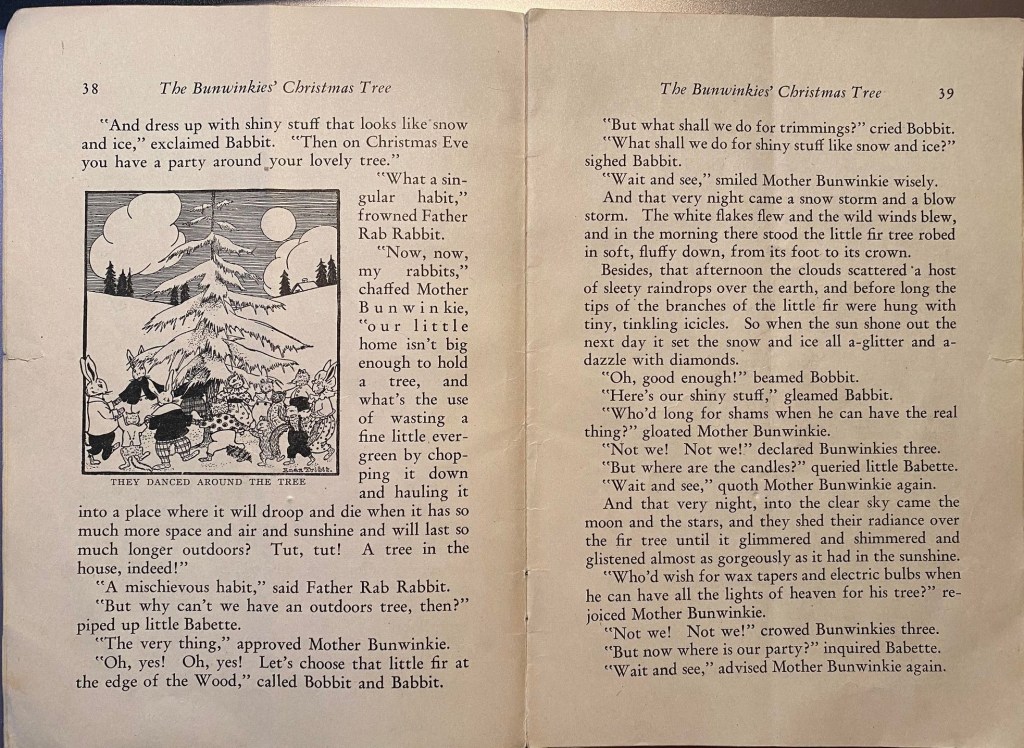 38 The Bunwinkies' Christmas Tree
"And dress up with shiny stuff that looks like snow
and ice," exclaimed Babbit. "Then on Christmas Eve
you have a party around your lovely tree."
"What a sin-
gular habit,"
frowned Father
Rab Rabbit.
"Now, now,
my rabbits,"
chaffed Mother
Bunwinkie,
"our little
home isn't big
enough to hold
a tree, and
what's the use
of wasting a
fine little ever-
green by chop-
ping it down
and hauling it
THEY DANCED AROUND THE TREE
into a place where it will droop and die when it has so
much more space and air and sunshine and will last so
much longer outdoors? Tut, tut! A tree in the
house, indeed!"
"A mischievous habit," said Father Rab Rabbit.
"But why can't we have an outdoors tree, then?"
piped up little Babette.
"The very thing," approved Mother Bunwinkie.
"Oh, yes! Oh, yes! Let's choose that little fir at
the edge of the Wood," called Bobbit and Babbit.
The Bunwinkies' Christmas Tree 39
"But what shall we do for trimmings?" cried Bobbit.
"What shall we do for shiny stuff like snow and ice?"
sighed Babbit.
"Wait and see," smiled Mother Bunwinkie wisely.
And that very night came a snow storm and a blow
storm. The white flakes flew and the wild winds blew,
and in the morning there stood the little fir tree robed
in soft, fluffy down, from its foot to its crown.
Besides, that afternoon the clouds scattered a host
of sleety raindrops over the earth, and before long the
tips of the branches of the little fir were hung with
tiny, tinkling icicles. So when the sun shone out the
next day it set the snow and ice all a-glitter and a-
dazzle with diamonds.
"Oh, good enough!" beamed Bobbit.
"Here's our shiny stuff," gleamed Babbit.
"Who'd long for shams when he can have the real
thing?" gloated Mother Bunwinkie.
"Not we! Not we!" declared Bunwinkies three.
"But where are the candles?" queried little Babette.
"Wait and see," quoth Mother Bunwinkie again.
And that very night, into the clear sky came the
moon and the stars, and they shed their radiance over
the fir tree until it glimmered and shimmered and
glistened almost as gorgeously as it had in the sunshine.
"Who'd wish for wax tapers and electric bulbs when
he can have all the lights of heaven for his tree?" re-
joiced Mother Bunwinkie.
"Not we! Not we!" crowed Bunwinkies three.
"But now where is our party?" inquired Babette.
"Wait and see," advised Mother Bunwinkie again.